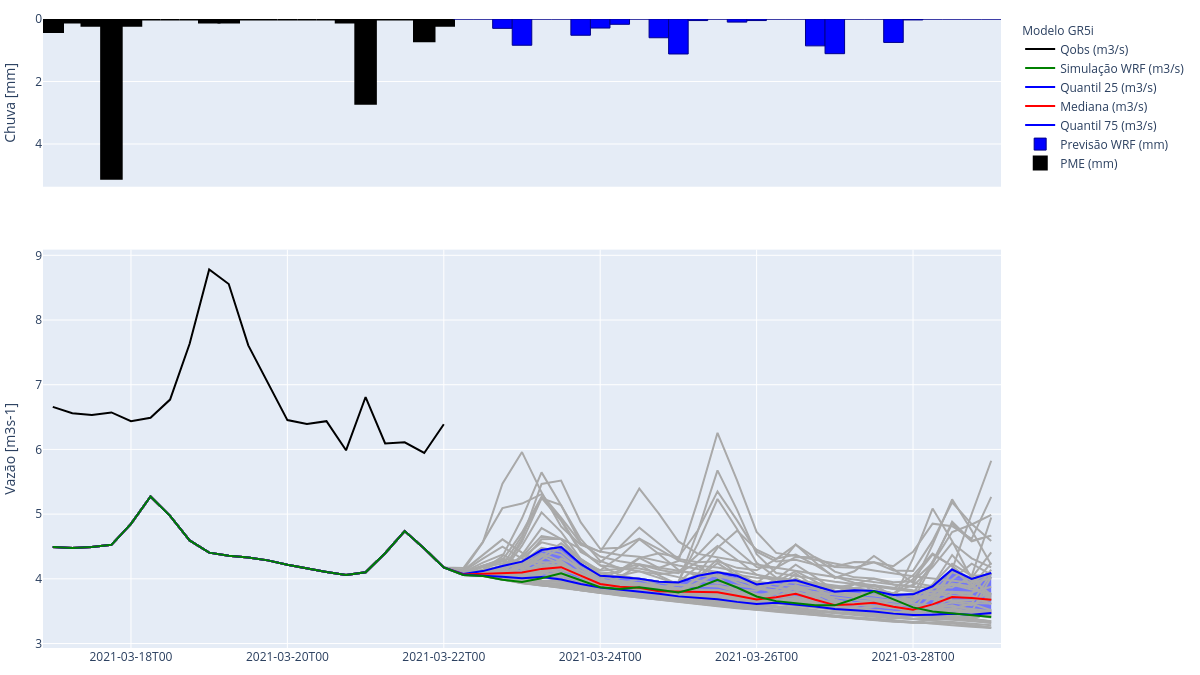 Chuva [mm]
0
2
4
Modelo GR5i
Qobs (m3/s)
Simulação WRF (m3/s)
Quantil 25 (m3/s)
Mediana (m3/s)
Quantil 75 (m3/s)
Previsão WRF (mm)
PME (mm)
Vazão [m3s-1]
9
8
7
6
5
4
3
2021-03-18T00 2021-03-20T00 2021-03-22T00 2021-03-24T00 2021-03-26T00 2021-03-28T00